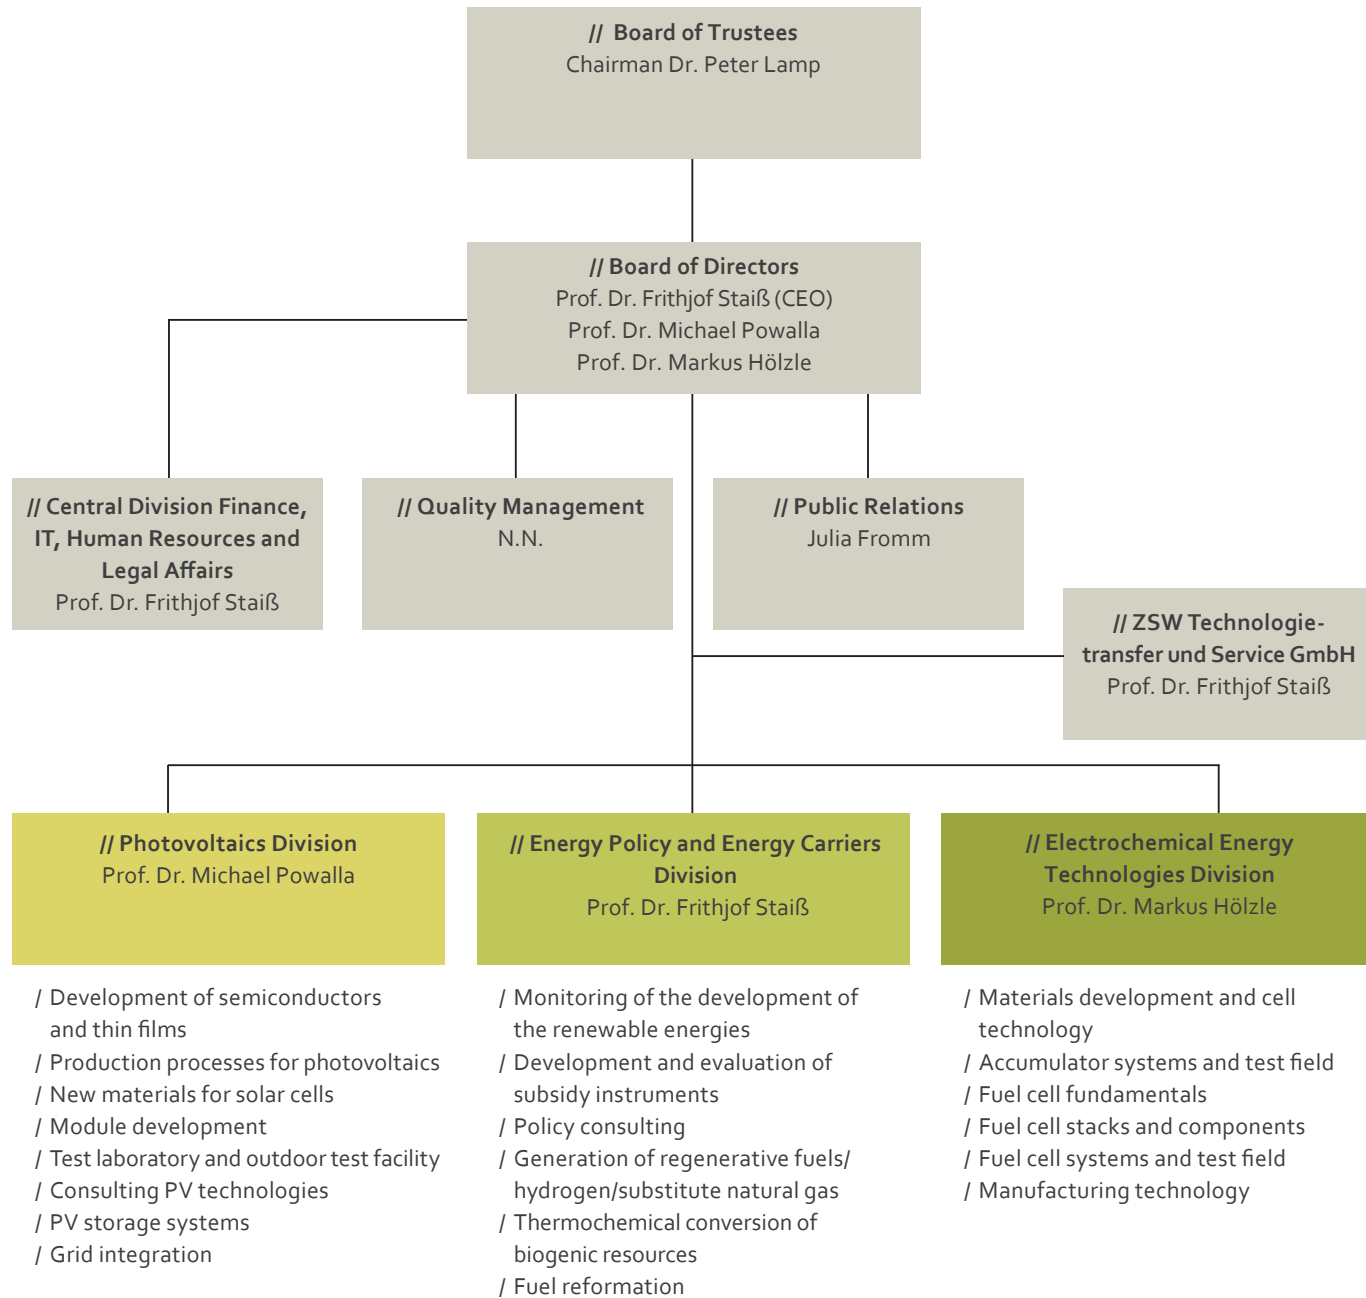 // Board of Trustees
Chairman Dr. Peter Lamp
// Board of Directors
Prof. Dr. Frithjof Staiß (CEO)
Prof. Dr. Michael Powalla
Prof. Dr. Markus Hölzle
// Central Division Finance,
IT, Human Resources and
Legal Affairs
Prof. Dr. Frithjof Staiß
// Quality Management
N.N.
// Public Relations
Julia Fromm
// ZSW Technologie-
transfer und Service GmbH
Prof. Dr. Frithjof Staiß
// Photovoltaics Division
Prof. Dr. Michael Powalla
/ Development of semiconductors
and thin films
/ Production processes for photovoltaics
/ New materials for solar cells
/ Module development
/ Test laboratory and outdoor test facility
/ Consulting PV technologies
/ PV storage systems
/ Grid integration
// Energy Policy and Energy Carriers
Division
Prof. Dr. Frithjof Staiß
/ Monitoring of the development of
the renewable energies
/ Development and evaluation of
subsidy instruments
/ Policy consulting
/ Generation of regenerative fuels/
hydrogen/substitute natural gas
/ Thermochemical conversion of
biogenic resources
/ Fuel reformation
// Electrochemical Energy
Technologies Division
Prof. Dr. Markus Hölzle
/ Materials development and cell
technology
/ Accumulator systems and test field
/ Fuel cell fundamentals
/ Fuel cell stacks and components
/ Fuel cell systems and test field
/ Manufacturing technology